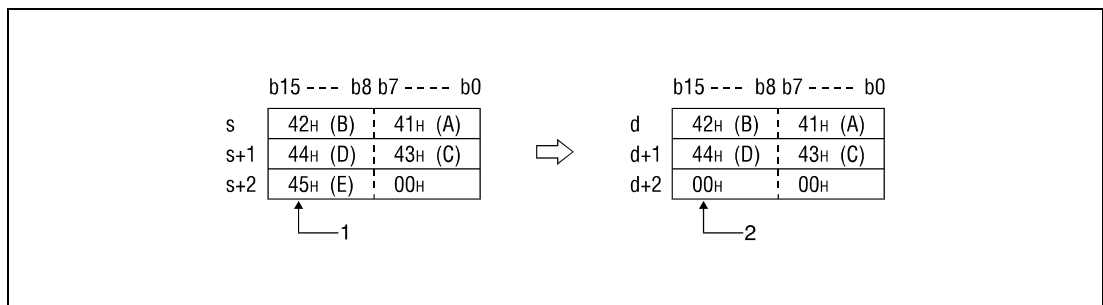 b15 --- b8 b7 ---- b0 b15 --- b8 b7 ---- b0
s 42H (B) 41H (A) d 42H (B) 41H (A)
s+1 44H (D) 43H (C) d+1 44H (D) 43H (C)
s+2 45H (E) 00H d+2 00H 00H
1 2